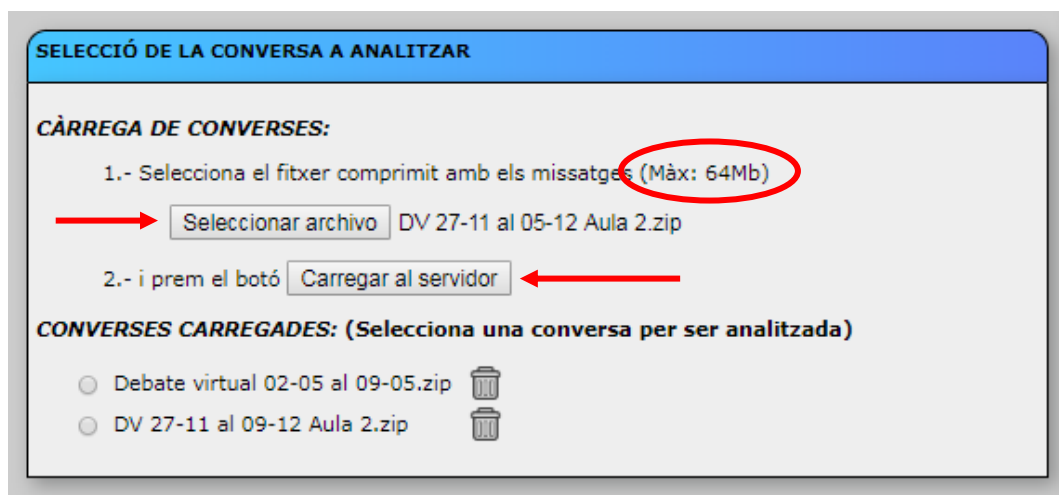 SELECCIÓ DE LA CONVERSA A ANALITZAR
CÀRREGA DE CONVERSES:
1.- Selecciona el fitxer comprimit amb els missatges (Màx: 64Mb)
Seleccionar archivo DV 27-11 al 05-12 Aula 2.zip
2.- i prem el botó Carregar al servidor
CONVERSES CARREGADES: (Selecciona una conversa per ser analitzada)
Debate virtual 02-05 al 09-05.zip
DV 27-11 al 09-12 Aula 2.zip